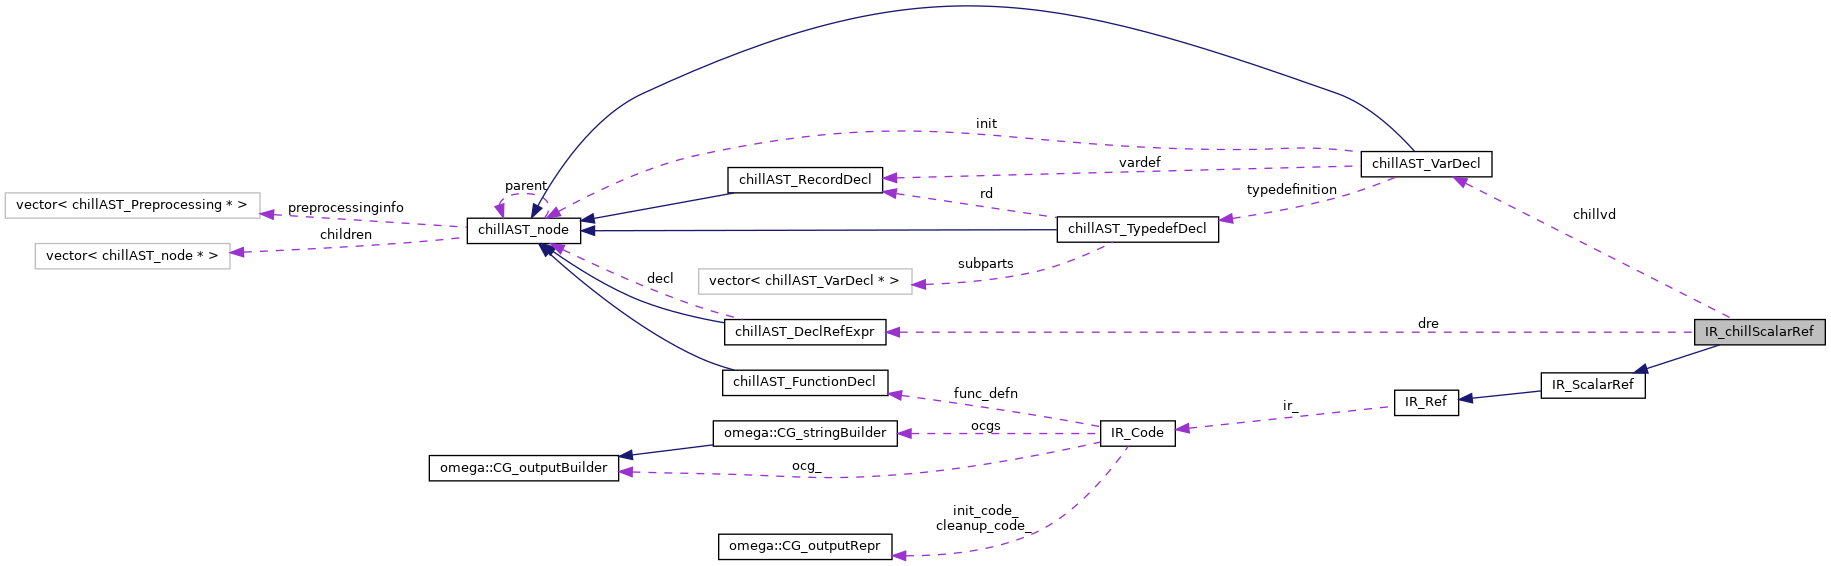 init
chillAST_VarDecl
vardef
chillAST_RecordDecl
parent
typedefinition
rd
vector< chillAST_Preprocessing * >
preprocessinginfo
chillvd
chillAST_node
chillAST_TypedefDecl
children
vector< chillAST_node * >
subparts
decl
vector< chillAST_VarDecl * >
dre
chillAST_DeclRefExpr
IR_chillScalarRef
chillAST_FunctionDecl
IR_ScalarRef
func_defn
IR_Ref
ir_
ocgs
omega::CG_stringBuilder
IR_Code
ocg_
omega::CG_outputBuilder
init_code_
cleanup_code_
omega::CG_outputRepr